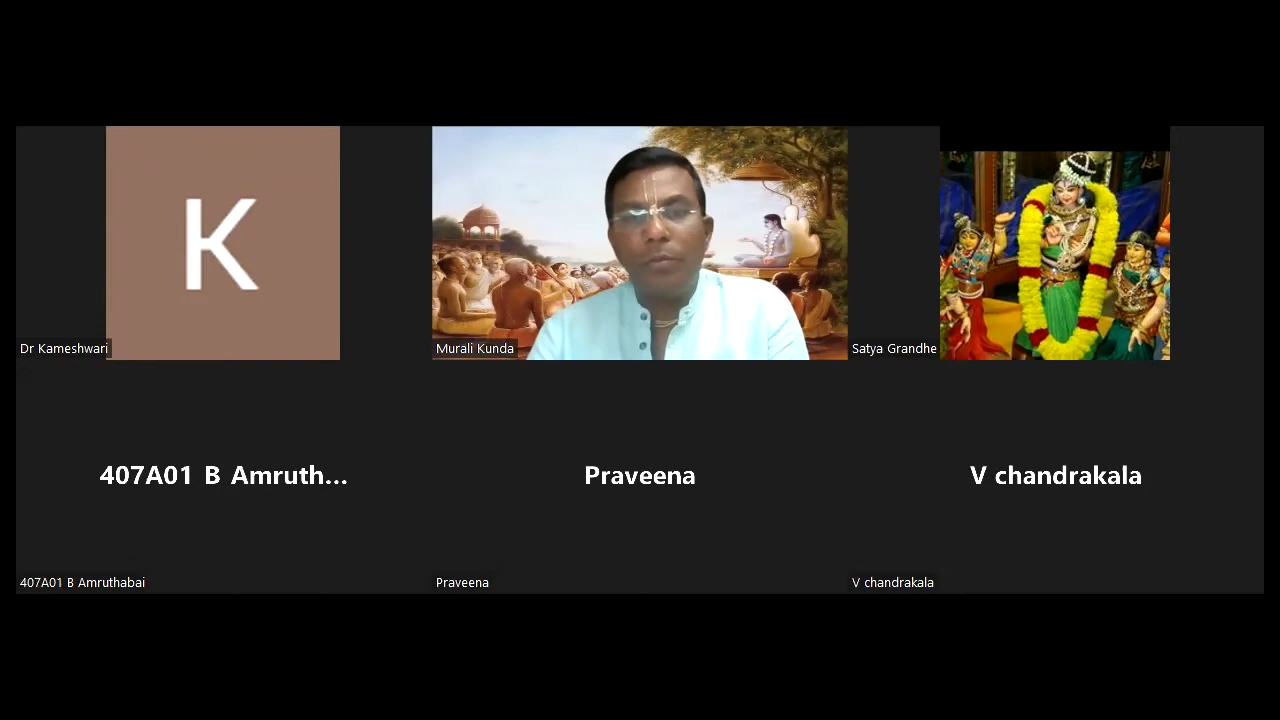 K
Dr Kameshwari
Murali Kunda
Satya Grandhe
407A01 B Amruth...
Praveena
V chandrakala
407A01 B Amruthabai
Praveena
V chandrakala